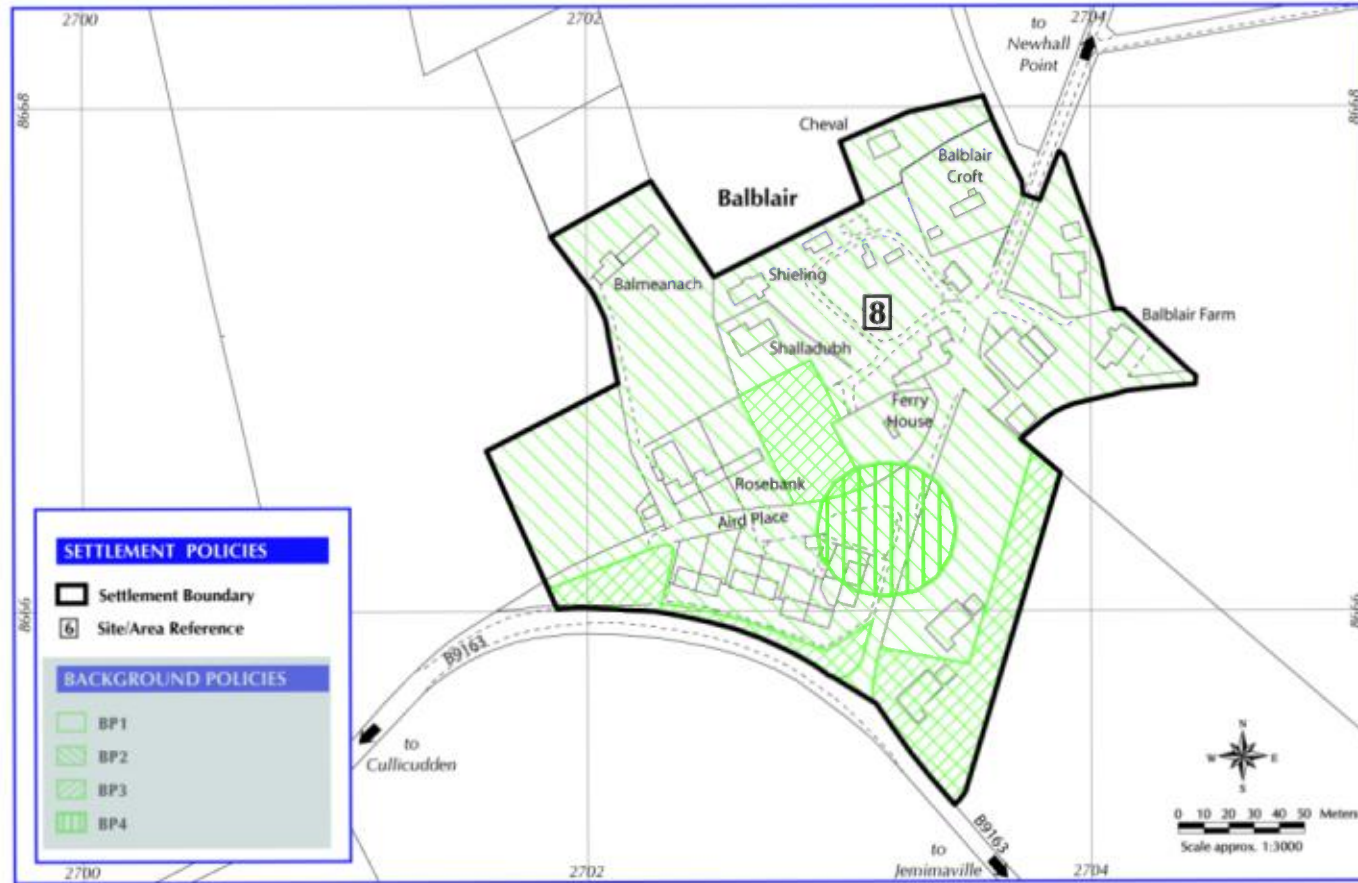 2700
2702
2704
to
Newhall
Point
8668
8668
Cheval
Balblair
Croft
Balblair
Balmeanach
Shieling
8
Balblair Farm
Shalladubh
Ferry
House
Rosebank
Aird Place
SETTLEMENT POLICIES
Settlement Boundary
6 Site/Area Reference
BACKGROUND POLICIES
BP1
BP2
BP3
BP4
8666
8666
B9163
to
Cullicudden
N
W E
S
0 10 20 30 40 50 Meters
Scale approx. 1:3000
B9163
to
Jemimaville
2700
2702
2704